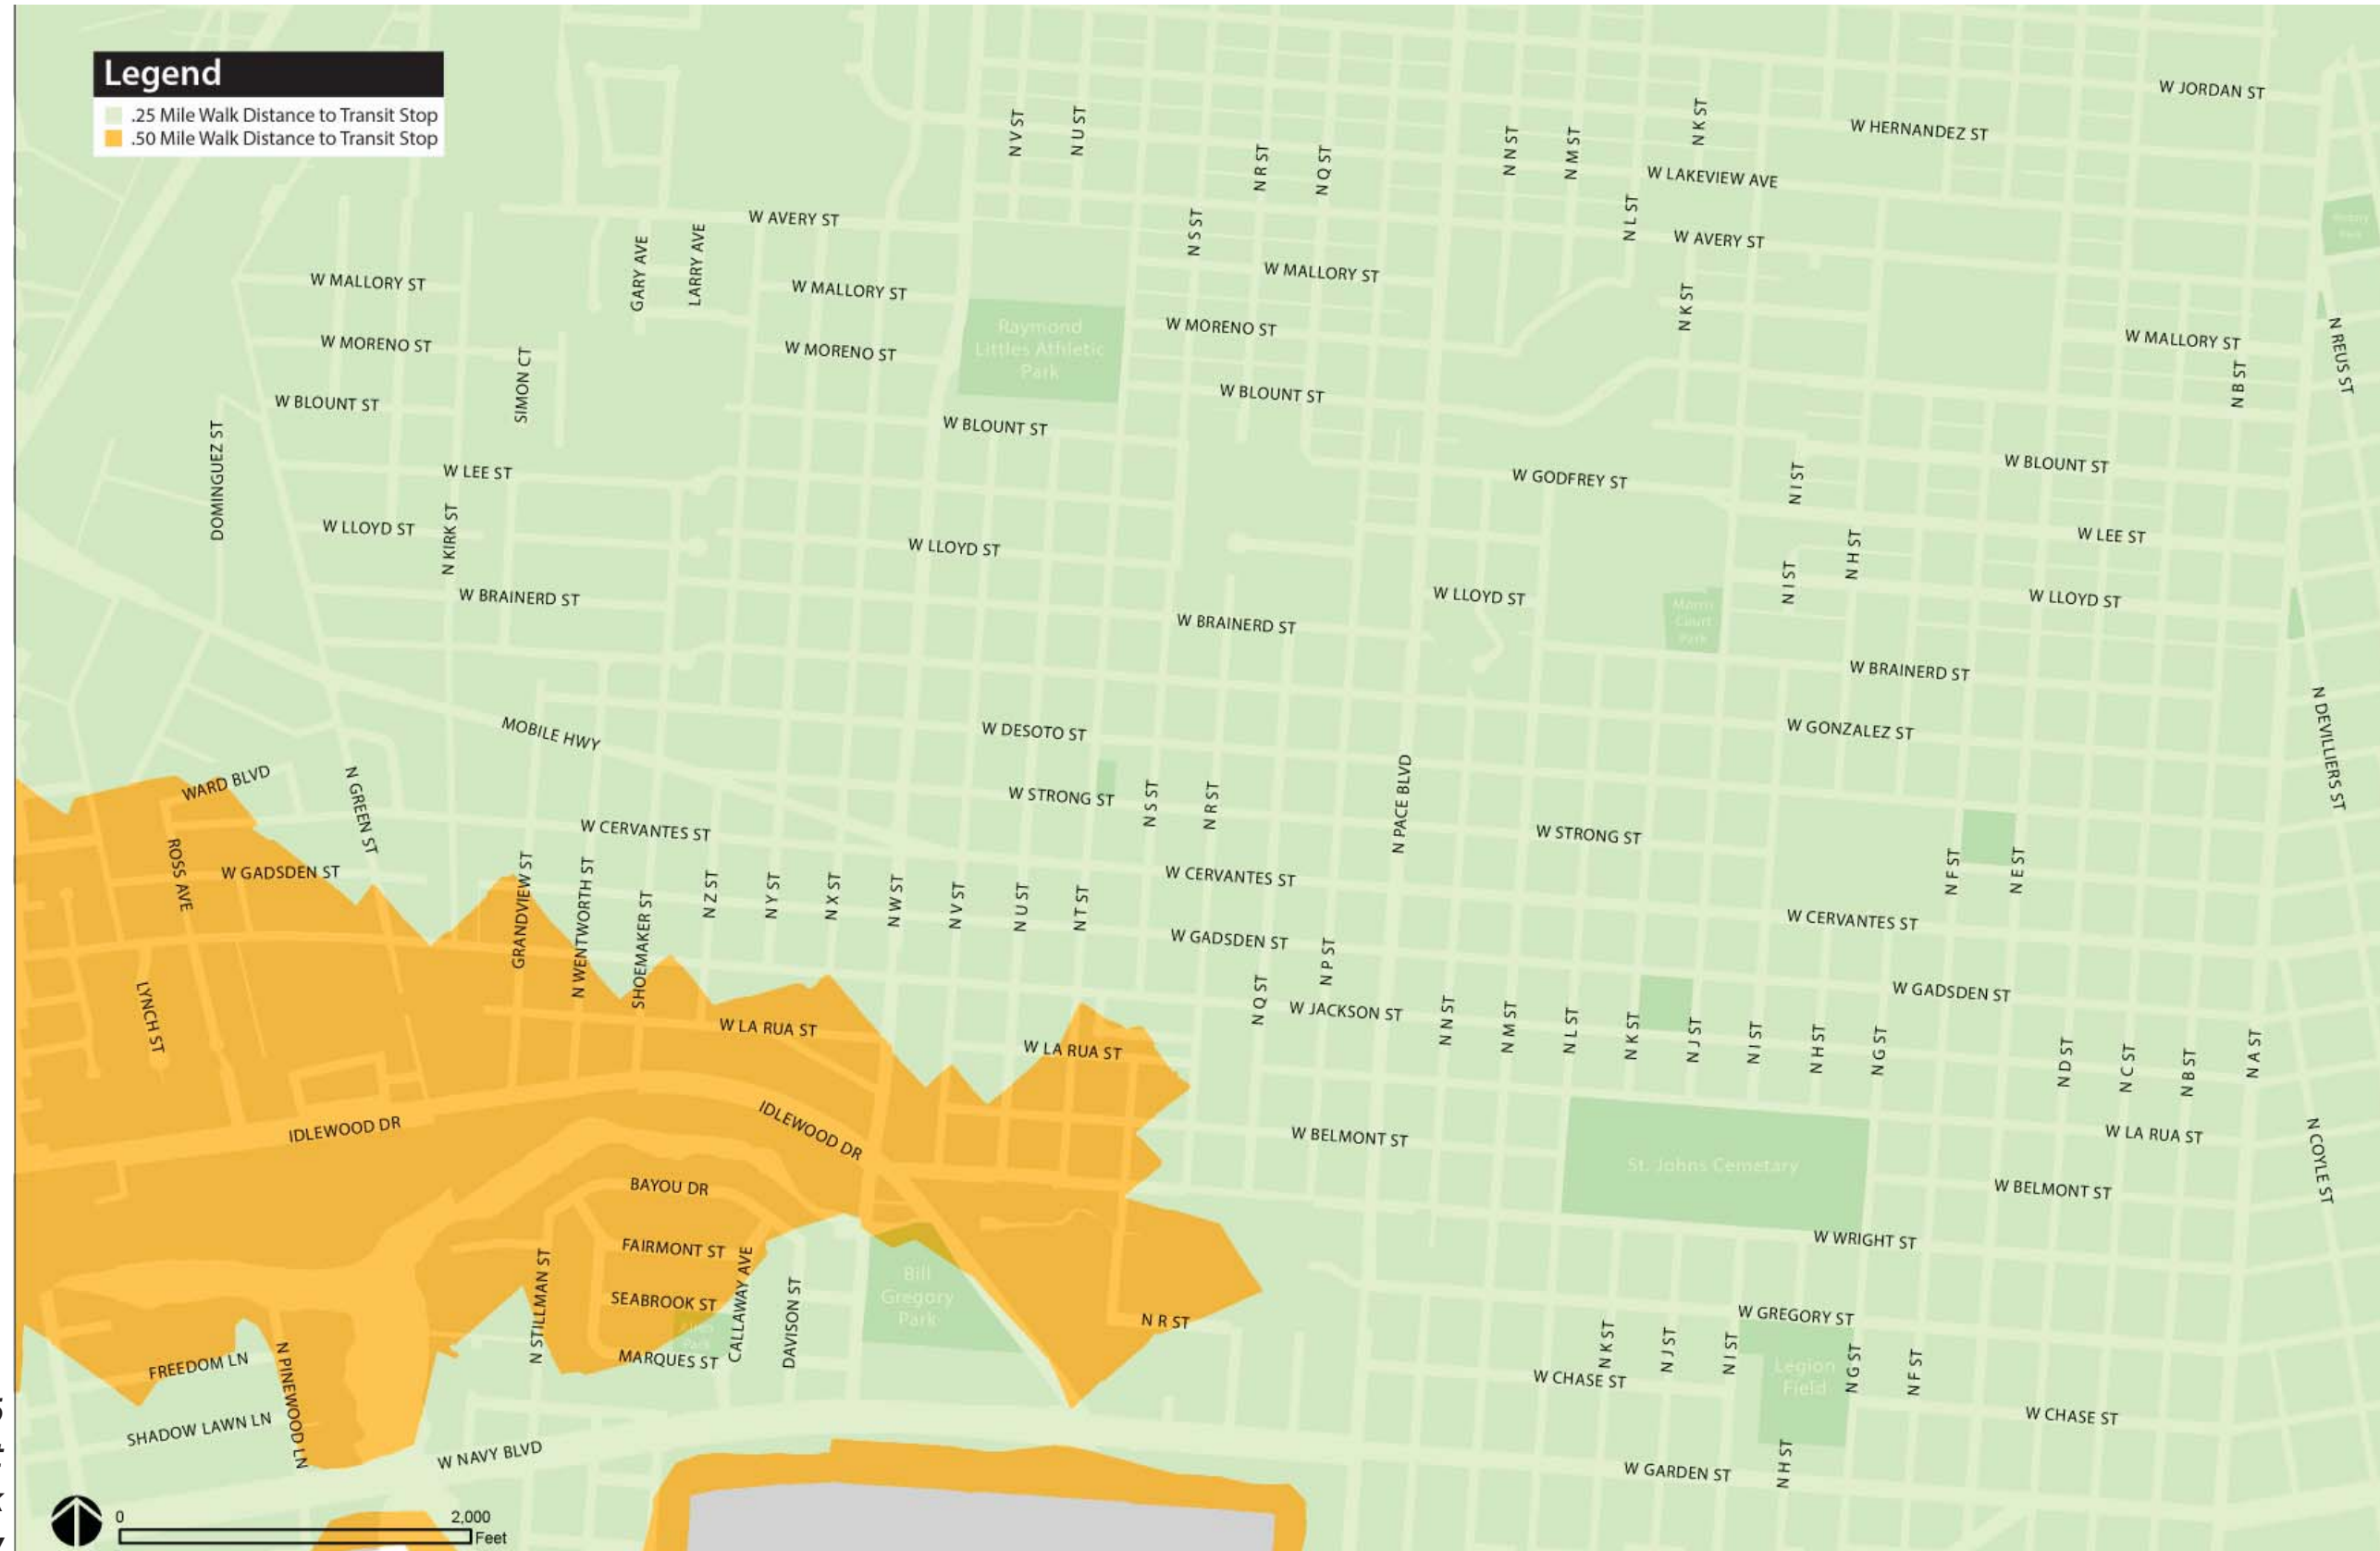 Legend
.25 Mile Walk Distance to Transit Stop
.50 Mile Walk Distance to Transit Stop
W JORDAN ST
W HERNANDEZ ST
N V ST
N U ST
N K ST
N N ST
N M ST
N R ST
N Q ST
W LAKEVIEW AVE
W AVERY ST
N L ST
N S ST
W AVERY ST
GARY AVE
LARRY AVE
W MALLORY ST
W MALLORY ST
W MALLORY ST
N K ST
W MORENO ST
W MORENO ST
W MORENO ST
Raymond
Littles Athletic
Park
W MALLORY ST
N REUS ST
N B ST
SIMON CT
W BLOUNT ST
W BLOUNT ST
W BLOUNT ST
W BLOUNT ST
DOMINGUEZ ST
W LEE ST
W GODFREY ST
N I ST
W LLOYD ST
N KIRK ST
W LLOYD ST
N H ST
W LEE ST
N I ST
W BRAINERD ST
W LLOYD ST
W LLOYD ST
Morris
Court
Park
W BRAINERD ST
W BRAINERD ST
MOBILE HWY
W DESOTO ST
W GONZALEZ ST
N DEVILLIERS ST
WARD BLVD
N GREEN ST
W STRONG ST
N S ST
N R ST
N PACE BLVD
W CERVANTES ST
W STRONG ST
ROSS AVE
W GADSDEN ST
GRANDVIEW ST
N WENTWORTH ST
SHOEMAKER ST
N Z ST
N Y ST
N X ST
N W ST
N V ST
N U ST
N T ST
W CERVANTES ST
N F ST
N E ST
W CERVANTES ST
W GADSDEN ST
N P ST
LYNCH ST
N Q ST
W JACKSON ST
W GADSDEN ST
W LA RUA ST
W LA RUA ST
N N ST
N M ST
N L ST
N K ST
N J ST
N I ST
N H ST
N G ST
N D ST
N C ST
N B ST
N A ST
IDLEWOOD DR
IDLEWOOD DR
W BELMONT ST
W LA RUA ST
N COYLE ST
St. Johns Cemetary
BAYOU DR
W BELMONT ST
FAIRMONT ST
W WRIGHT ST
N STILLMAN ST
SEABROOK ST
CALLAWAY AVE
DAVISON ST
Bill
Gregory
Park
N R ST
W GREGORY ST
Park
MARQUES ST
FREEDOM LN
N PINEWOOD LN
N K ST
N J ST
N I ST
Legion
Field
N G ST
N F ST
W CHASE ST
SHADOW LAWN LN
W CHASE ST
W NAVY BLVD
W GARDEN ST
N H ST
0
2,000
Feet